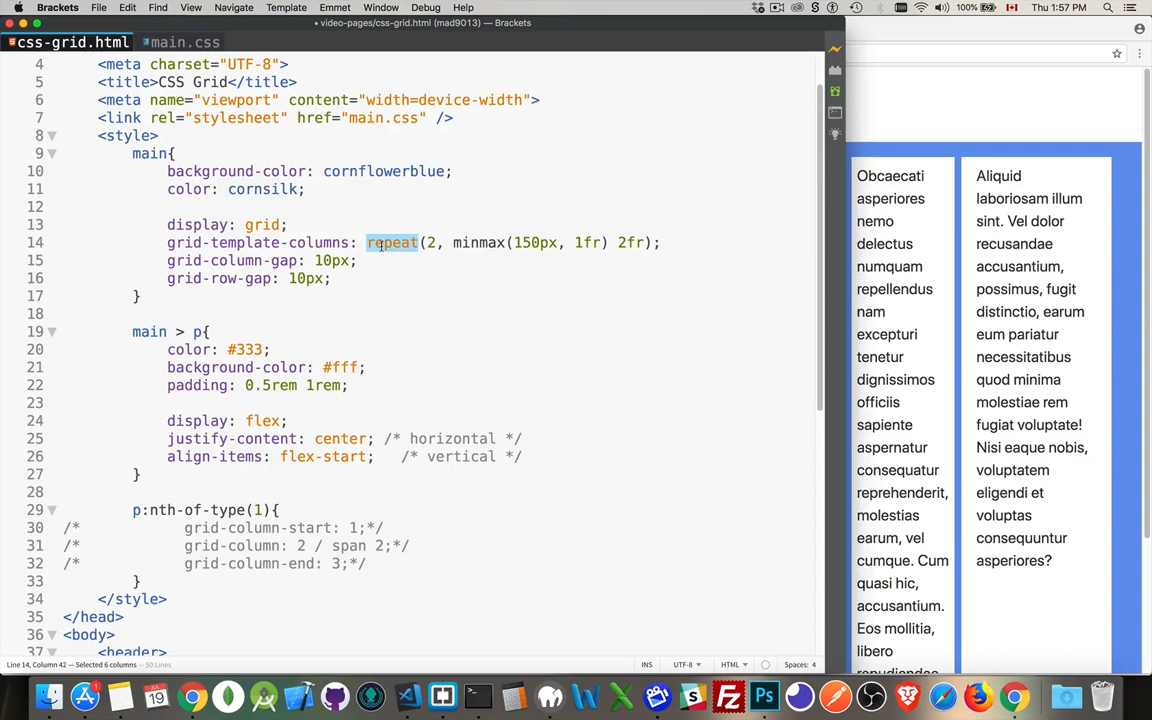 Brackets File Edit Find View Navigate Template Emmet Window Debug Help 100% Thu 1:57 PM
• video-pages/css-grid.html (mad9013) — Brackets
css-grid.html main.css
4 <meta charset="UTF-8">
5 <title>CSS Grid</title>
6 <meta name="viewport" content="width=device-width">
7 <link rel="stylesheet" href="main.css" />
8 <style>
9 main{
10 background-color: cornflowerblue;
11 color: cornsilk;
12
13 display: grid;
14 grid-template-columns: repeat(2, minmax(150px, 1fr) 2fr);
15 grid-column-gap: 10px;
16 grid-row-gap: 10px;
17 }
18
19 main > p{
20 color: #333;
21 background-color: #fff;
22 padding: 0.5rem 1rem;
23
24 display: flex;
25 justify-content: center; /* horizontal */
26 align-items: flex-start; /* vertical */
27 }
28
29 p:nth-of-type(1){
30 /* grid-column-start: 1;*/
31 /* grid-column: 2 / span 2;*/
32 /* grid-column-end: 3;*/
33 }
34 </style>
35 </head>
36 <body>
37 <header>
Line 14, Column 42 — Selected 6 columns — 50 Lines INS UTF-8 HTML Spaces: 4
Obcaecati
asperiores
nemo
delectus
numquam
repellendus
nam
excepturi
tenetur
dignissimos
officiis
sapiente
aspernatur
consequatur
reprehenderit,
molestias
earum, vel
cumque. Cum
quasi hic,
accusantium.
Eos mollitia,
libero
repudiandae
Aliquid
laboriosam illum
sint. Vel dolor
recusandae
accusantium,
possimus, fugit
distinctio, earum
eum pariatur
necessitatibus
quod minima
molestiae rem
fugiat voluptate!
Nisi eaque nobis,
voluptatem
eligendi et
voluptas
consequuntur
asperiores?